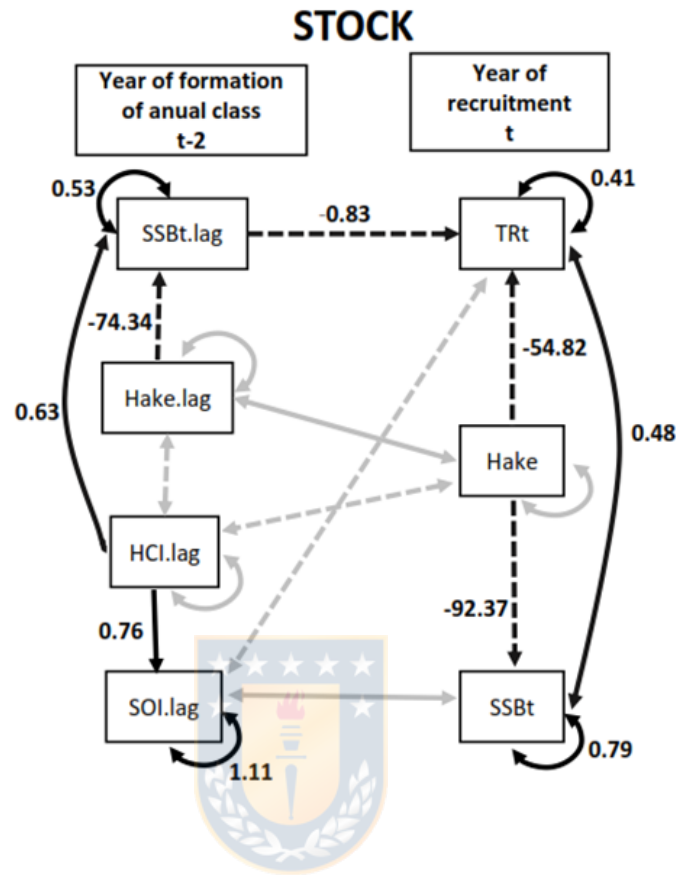 STOCK
Year of formation
of anual class
t-2
Year of
recruitment
t
0.53
0.41
SSBt.lag
-0.83
TRt
-74.34
-54.82
Hake.lag
0.63
0.48
Hake
HCI.lag
-92.37
0.76
SOI.lag
SSBt
0.79
1.11